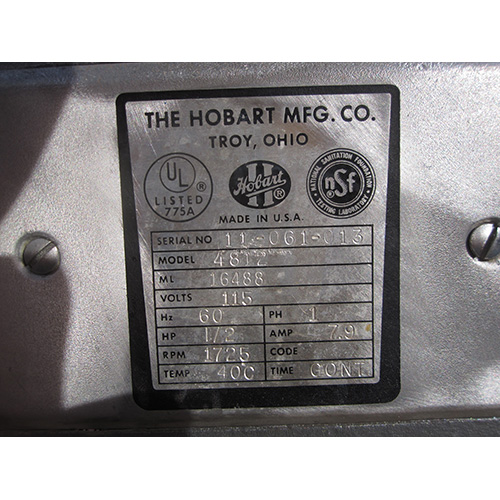 THE HOBART MFG. CO.
TROY, OHIO
UL ®
LISTED
775A
Hobart ®
H
NATIONAL SANITATION FOUNDATION
nsf
TESTING LABORATORY
MADE IN U.S.A.
SERIAL NO 11-061-013
MODEL 4812
ML 16488
VOLTS 115
Hz 60 PH 1
HP 1/2 AMP 7.9
RPM 1725 CODE
TEMP 40C TIME CONT